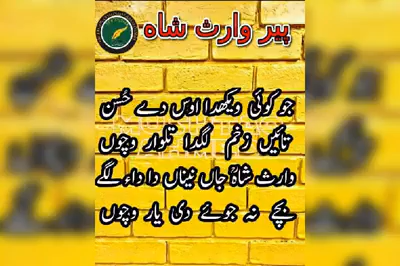 پیر وارث شاہ
جو کوئی ویکھدا اوس دے حُسن
تائیں زخم لگدا تلوار وچوں
وارث شاہؒ جاں نیناں دا داء لگے
بچے نہ جوئے دی یار وچوں